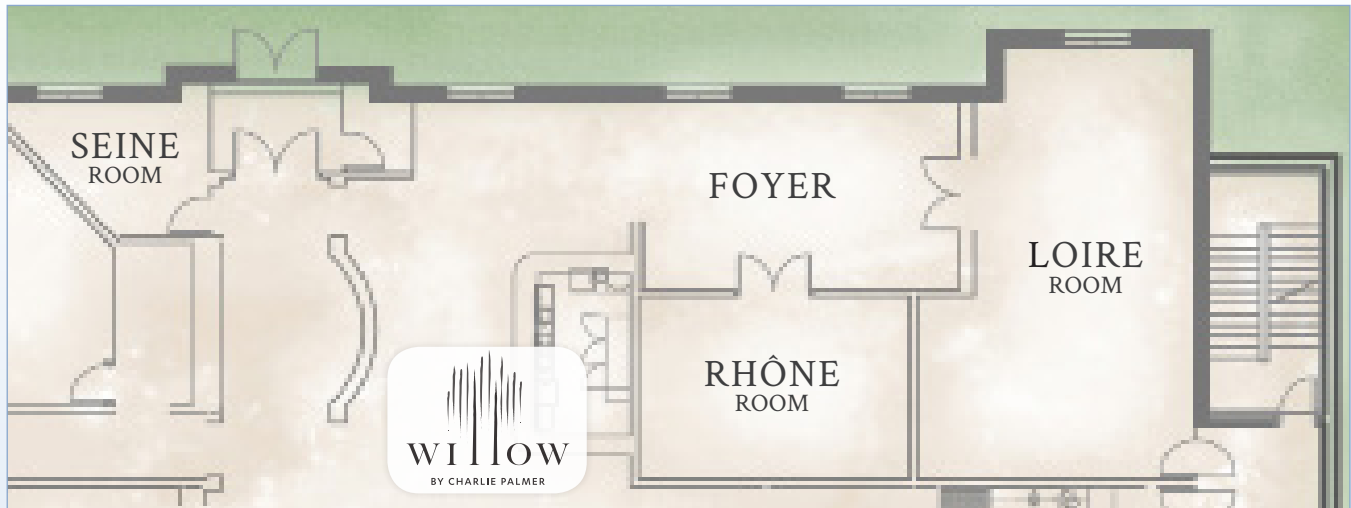 SEINE
ROOM
FOYER
LOIRE
ROOM
RHÔNE
ROOM
WILLOW
BY CHARLIE PALMER